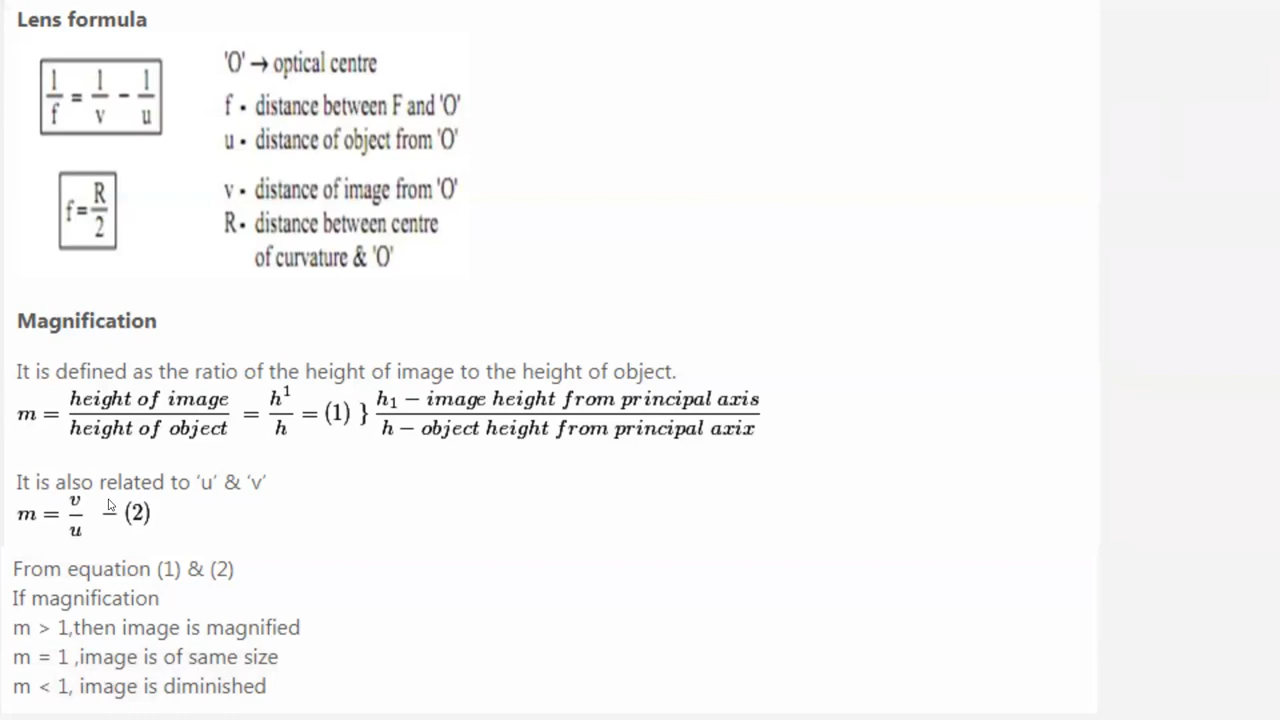 Lens formula
1/f = 1/v - 1/u
'O' → optical centre
f - distance between F and 'O'
u - distance of object from 'O'
f = R/2
v - distance of image from 'O'
R - distance between centre
of curvature & 'O'
Magnification
It is defined as the ratio of the height of image to the height of object.
m = height of image / height of object = h¹/h = (1) } h₁ − image height from principal axis / h − object height from principal axix
It is also related to ‘u’ & ‘v’
m = v/u − (2)
From equation (1) & (2)
If magnification
m > 1,then image is magnified
m = 1 ,image is of same size
m < 1, image is diminished